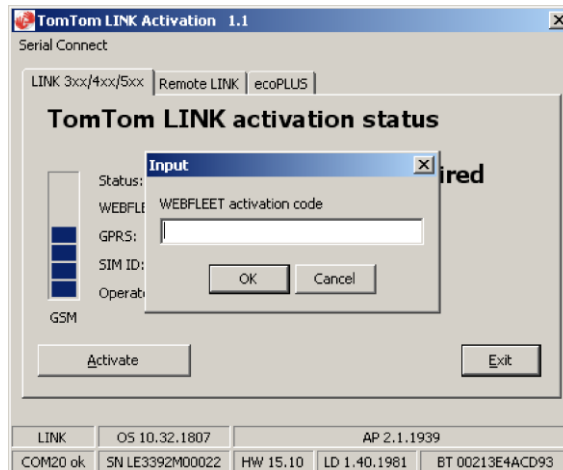 TomTom LINK Activation 1.1
Serial Connect
LINK 3xx/4xx/5xx Remote LINK ecoPLUS
TomTom LINK activation status
Input
ired
Status:
WEBFLE
WEBFLEET activation code
GPRS:
SIM ID:
OK Cancel
Operat
GSM
Activate Exit
LINK OS 10.32.1807 AP 2.1.1939
COM20 ok SN LE3392M00022 HW 15.10 LD 1.40.1981 BT 00213E4ACD93